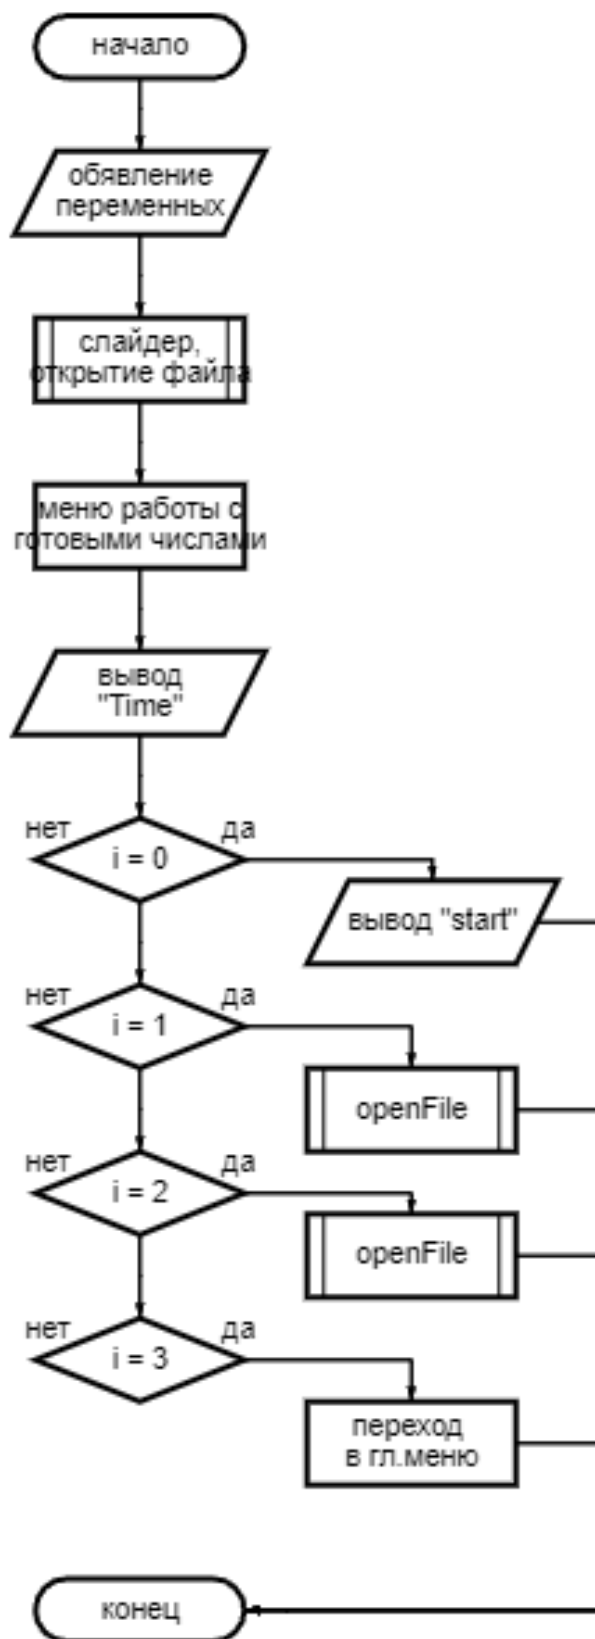 начало
обявление
переменных
слайдер,
открытие файла
меню работы с
готовыми числами
вывод
"Time"
нет
да
i = 0
вывод "start"
нет
да
i = 1
openFile
нет
да
i = 2
openFile
нет
да
i = 3
переход
в гл.меню
конец